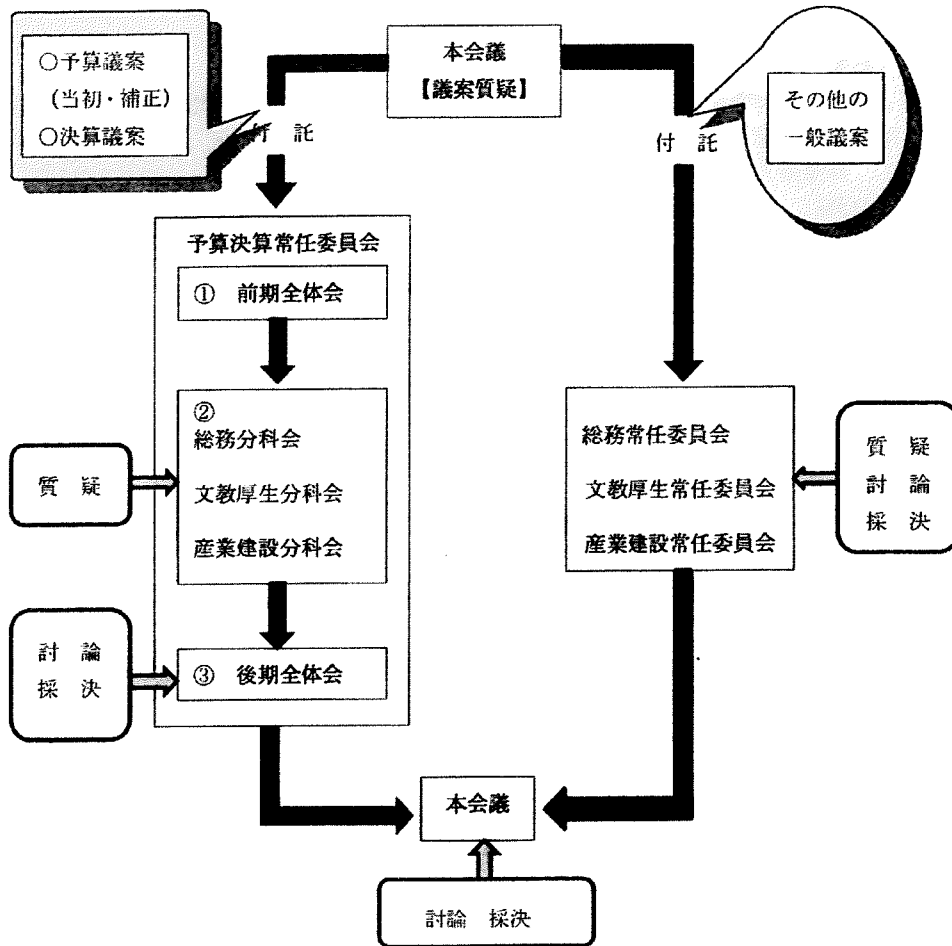 本会議
【議案質疑】
○予算議案
(当初・補正)
○決算議案
付 託
その他の
一般議案
付 託
予算決算常任委員会
① 前期全体会
②
総務分科会
文教厚生分科会
産業建設分科会
質 疑
③ 後期全体会
討 論
採 決
総務常任委員会
文教厚生常任委員会
産業建設常任委員会
質 疑
討 論
採 決
本会議
討論 採決